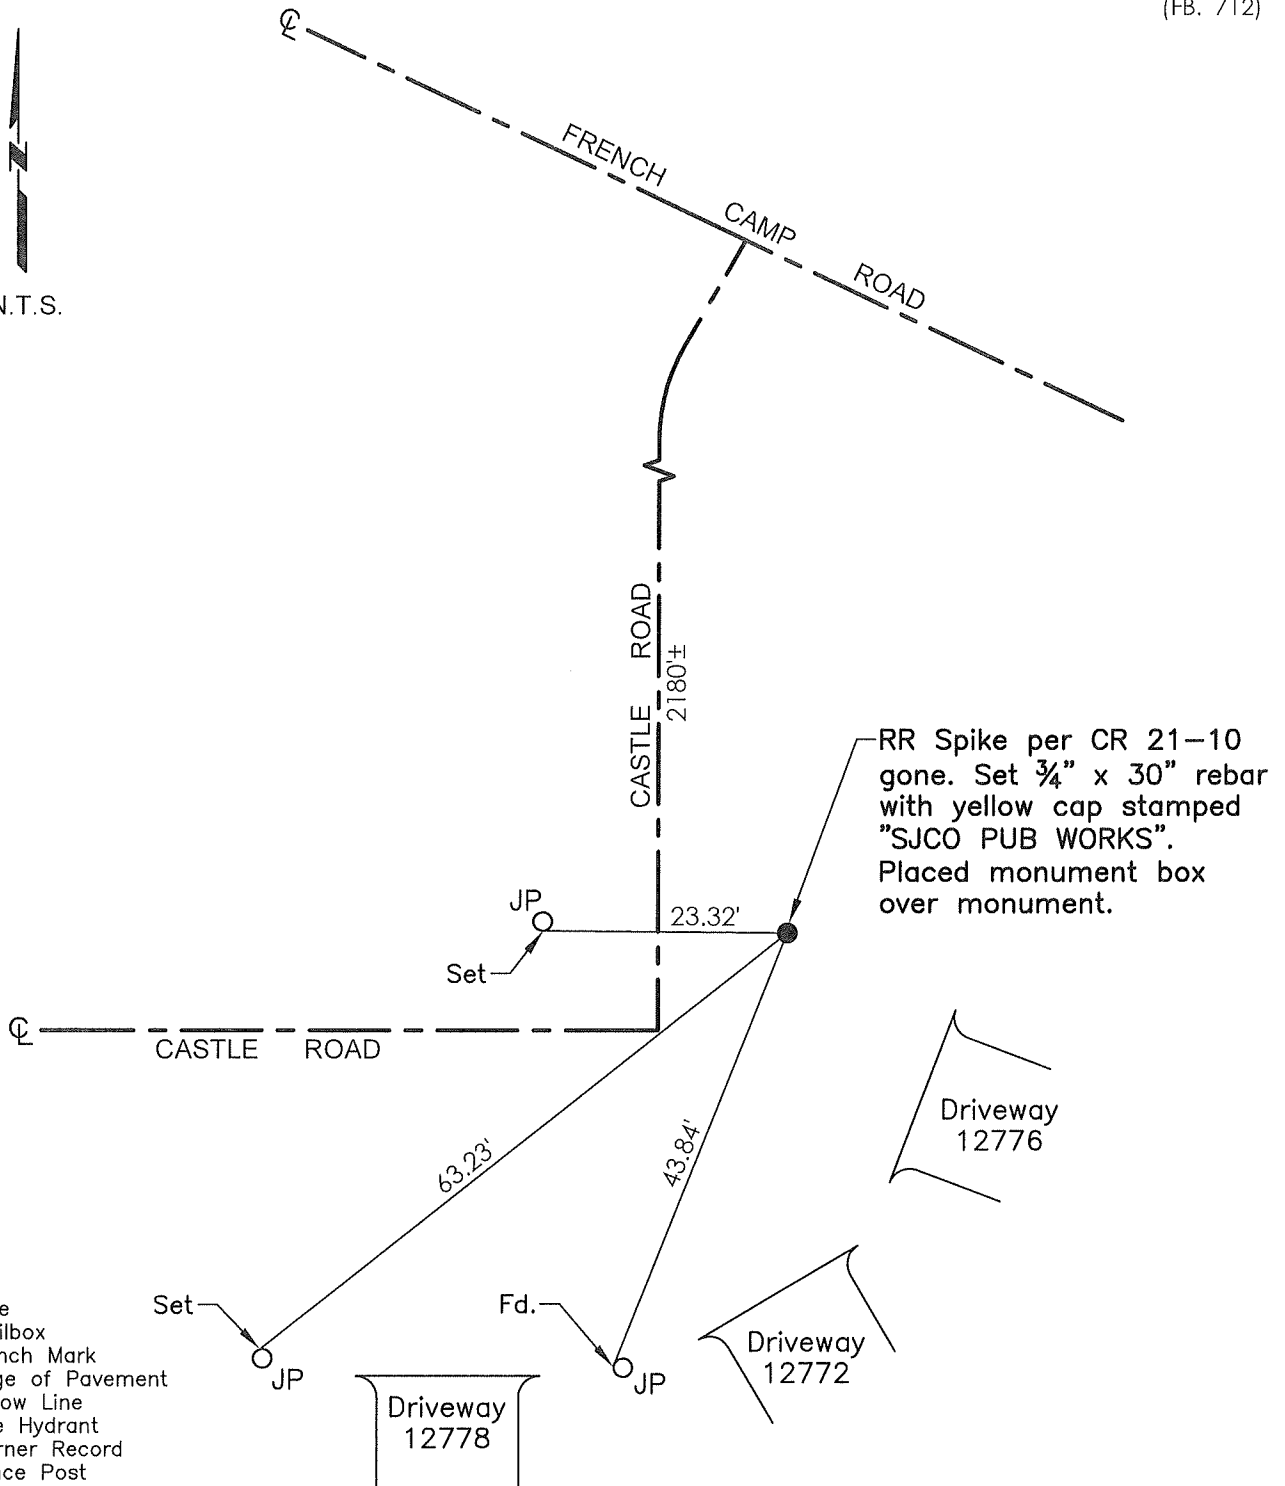 (FB. 712)
℄
N
N.T.S.
FRENCH CAMP ROAD
CASTLE ROAD
2180'±
RR Spike per CR 21-10
gone. Set ¾" x 30" rebar
with yellow cap stamped
"SJCO PUB WORKS".
Placed monument box
over monument.
JP
23.32'
Set
℄
CASTLE ROAD
Driveway
12776
63.23'
43.84'
Set
Fd.
JP
JP
Driveway
12772
Driveway
12778
nch Mark
ge of Pavement
ow Line
e Hydrant
rner Record
ce Post